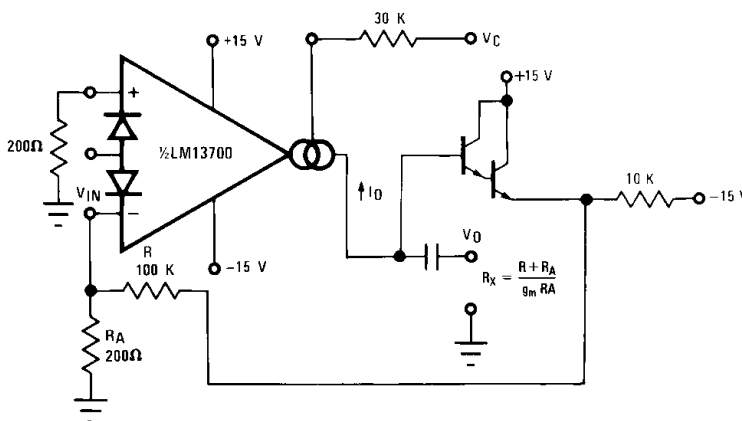 30 K
VC
+15 V
+15 V
+
½LM13700
200Ω
VIN
−
IO
10 K
−15 V
VO
R
100 K
−15 V
RX = R + RA
gm RA
RA
200Ω